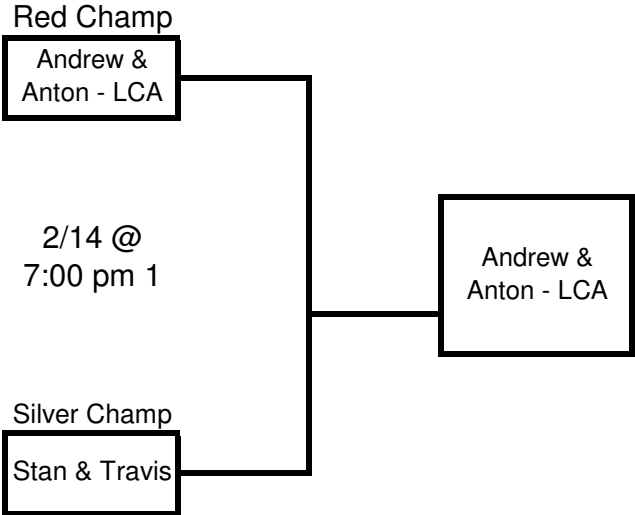 Red Champ
Andrew &
Anton - LCA
2/14 @
7:00 pm 1
Andrew &
Anton - LCA
Silver Champ
Stan & Travis